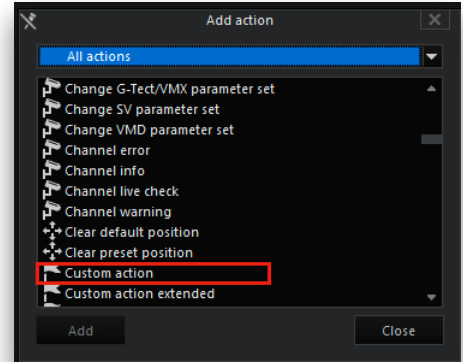 Add action
All actions
Change G-Tect/VMX parameter set
Change SV parameter set
Change VMD parameter set
Channel error
Channel info
Channel live check
Channel warning
Clear default position
Clear preset position
Custom action
Custom action extended
Add
Close